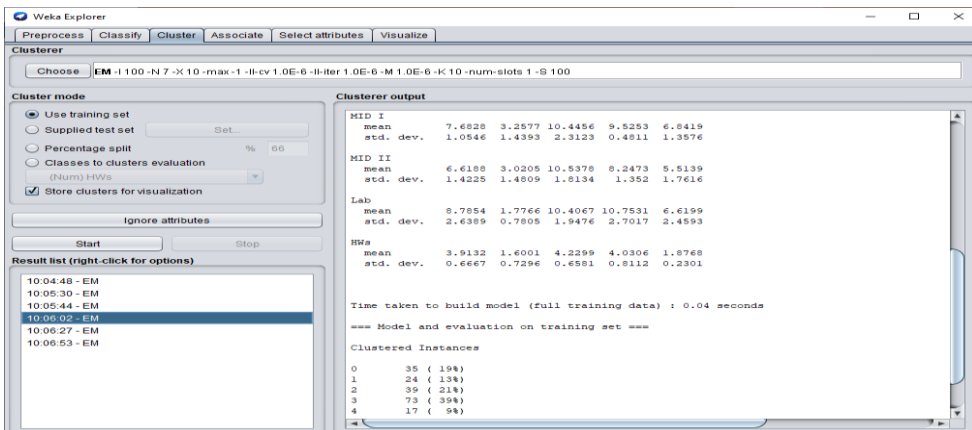 Weka Explorer
Preprocess Classify Cluster Associate Select attributes Visualize
Clusterer
Choose EM -I 100 -N 7 -X 10 -max -1 -ll-cv 1.0E-6 -ll-iter 1.0E-6 -M 1.0E-6 -K 10 -num-slots 1 -S 100
Cluster mode
Use training set
Supplied test set Set...
Percentage split % 66
Classes to clusters evaluation
(Num) HWs
Store clusters for visualization
Ignore attributes
Start Stop
Result list (right-click for options)
10:04:48 - EM
10:05:30 - EM
10:05:44 - EM
10:06:02 - EM
10:06:27 - EM
10:06:53 - EM
Clusterer output
MID I
mean 7.6828 3.2577 10.4456 9.5253 6.8419
std. dev. 1.0546 1.4393 2.3123 0.4811 1.3576
MID II
mean 6.6188 3.0205 10.5378 8.2473 5.5139
std. dev. 1.4225 1.4809 1.8134 1.352 1.7616
Lab
mean 8.7854 1.7766 10.4067 10.7531 6.6199
std. dev. 2.6389 0.7805 1.9476 2.7017 2.4593
HWs
mean 3.9132 1.6001 4.2299 4.0306 1.8768
std. dev. 0.6667 0.7296 0.6581 0.8112 0.2301
Time taken to build model (full training data) : 0.04 seconds
=== Model and evaluation on training set ===
Clustered Instances
0 35 ( 19%)
1 24 ( 13%)
2 39 ( 21%)
3 73 ( 39%)
4 17 ( 9%)